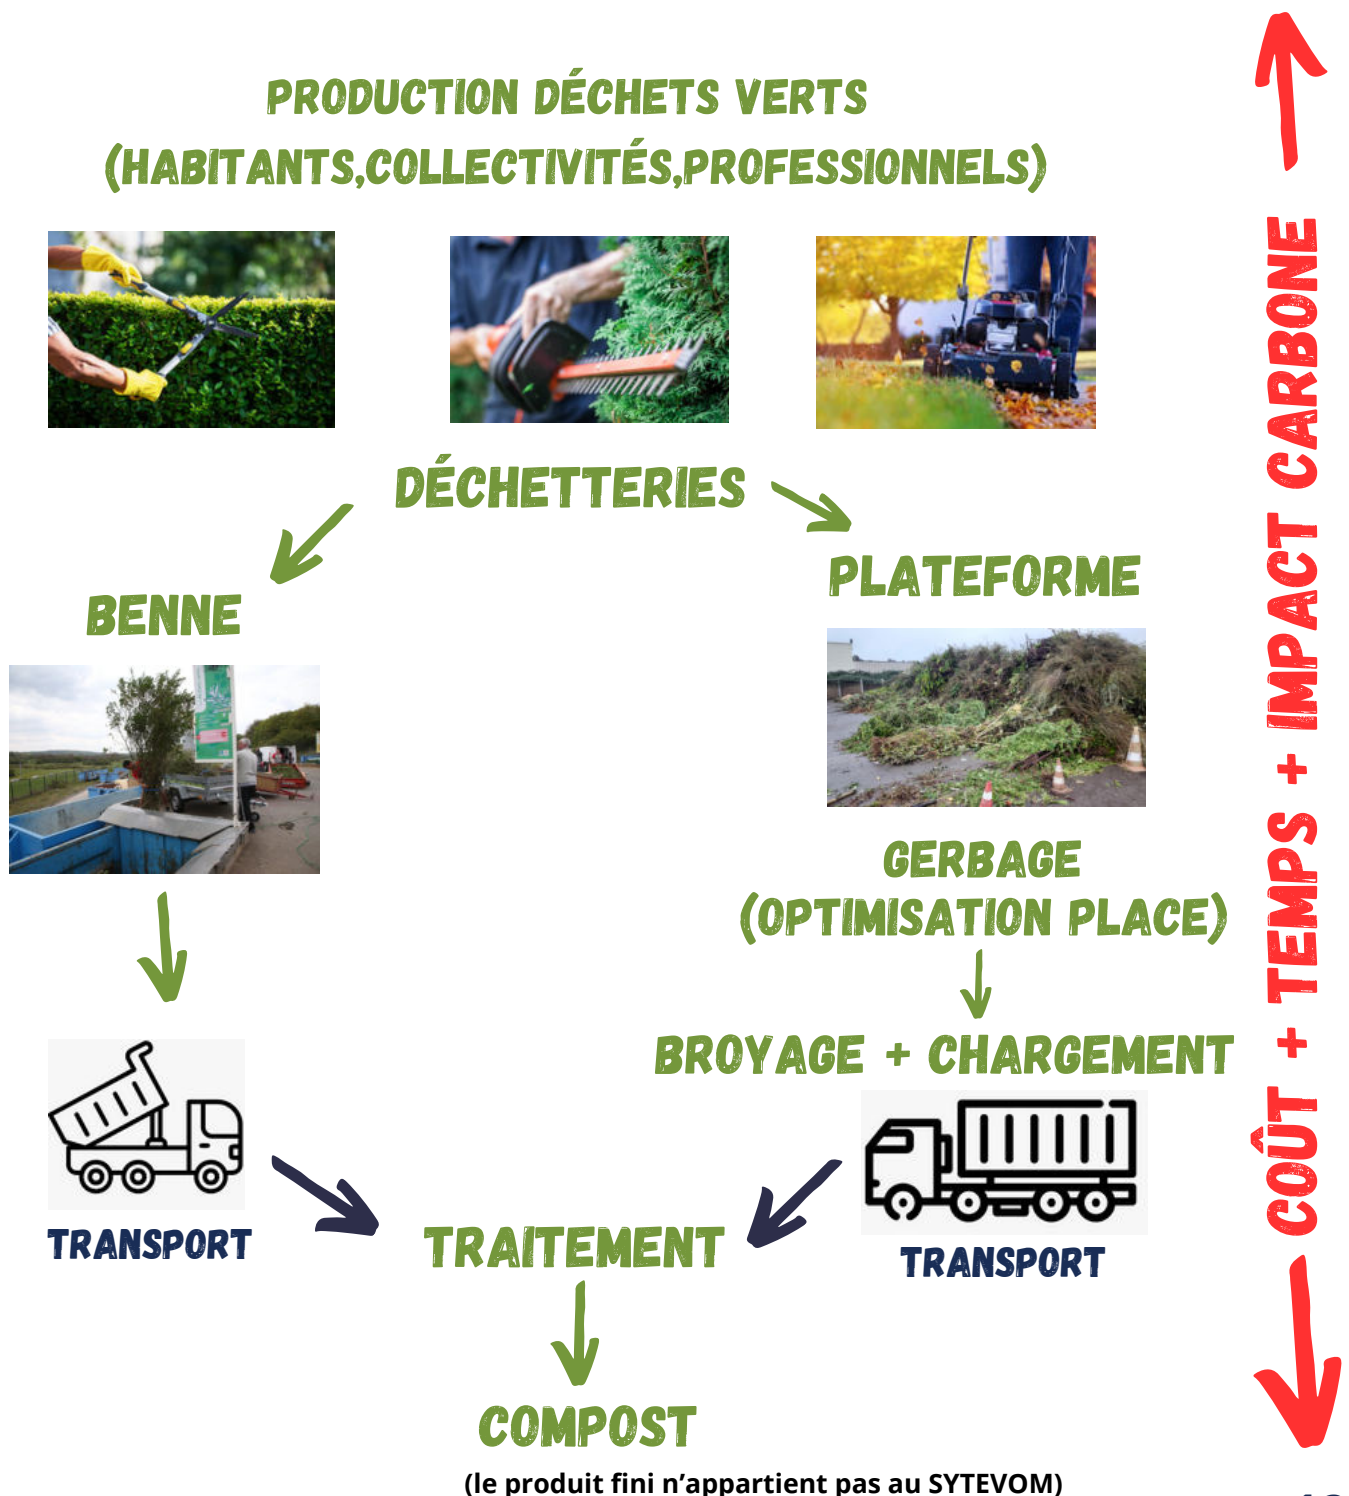 PRODUCTION DÉCHETS VERTS
(HABITANTS,COLLECTIVITÉS,PROFESSIONNELS)
DÉCHETTERIES
BENNE
PLATEFORME
GERBAGE
(OPTIMISATION PLACE)
BROYAGE + CHARGEMENT
TRANSPORT
TRAITEMENT
TRANSPORT
COMPOST
(le produit fini n'appartient pas au SYTEVOM)
COÛT + TEMPS + IMPACT CARBONE